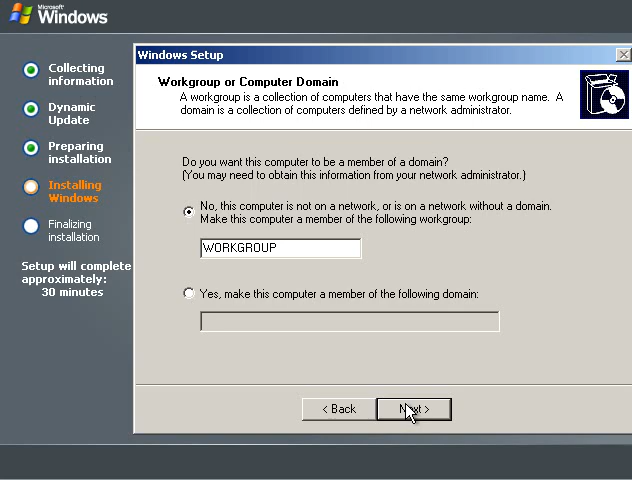 Microsoft
Windows
Collecting
information
Dynamic
Update
Preparing
installation
Installing
Windows
Finalizing
installation
Setup will complete
approximately:
30 minutes
Windows Setup
Workgroup or Computer Domain
A workgroup is a collection of computers that have the same workgroup name. A
domain is a collection of computers defined by a network administrator.
Do you want this computer to be a member of a domain?
(You may need to obtain this information from your network administrator.)
No, this computer is not on a network, or is on a network without a domain.
Make this computer a member of the following workgroup:
WORKGROUP
Yes, make this computer a member of the following domain:
< Back
Next >